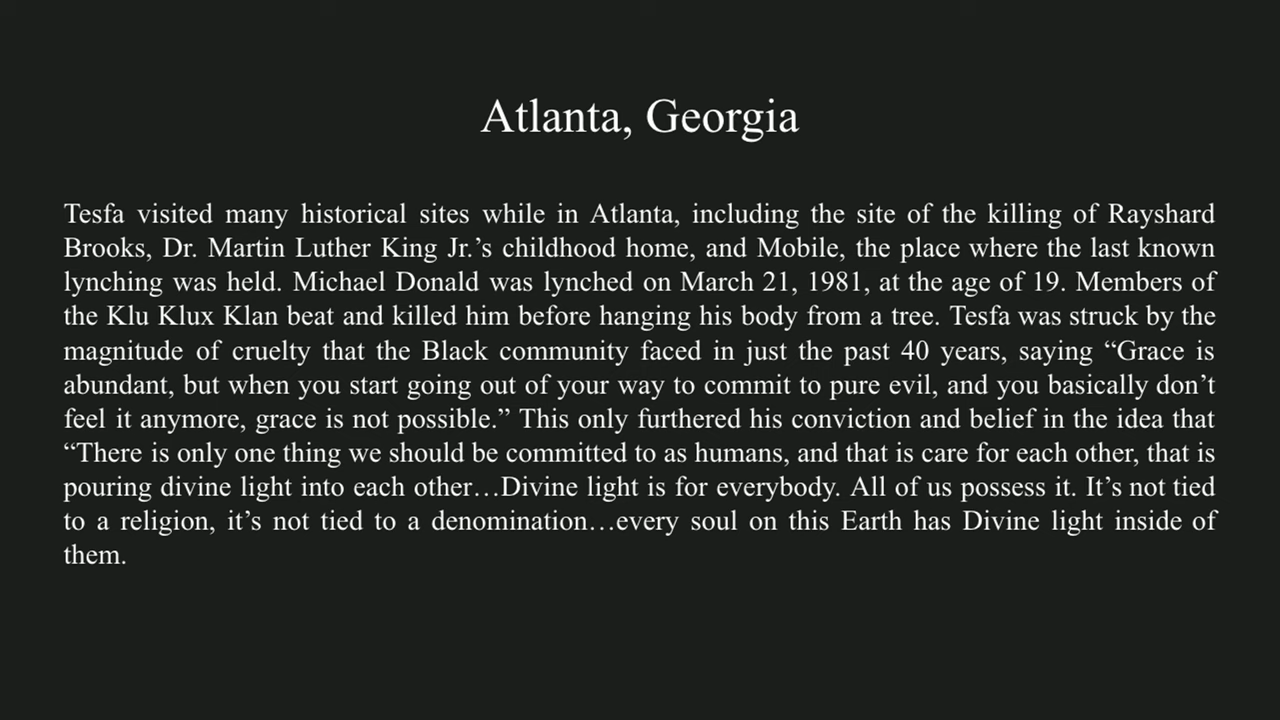 Atlanta, Georgia
Tesfa visited many historical sites while in Atlanta, including the site of the killing of Rayshard
Brooks, Dr. Martin Luther King Jr.’s childhood home, and Mobile, the place where the last known
lynching was held. Michael Donald was lynched on March 21, 1981, at the age of 19. Members of
the Klu Klux Klan beat and killed him before hanging his body from a tree. Tesfa was struck by the
magnitude of cruelty that the Black community faced in just the past 40 years, saying “Grace is
abundant, but when you start going out of your way to commit to pure evil, and you basically don’t
feel it anymore, grace is not possible.” This only furthered his conviction and belief in the idea that
“There is only one thing we should be committed to as humans, and that is care for each other, that is
pouring divine light into each other…Divine light is for everybody. All of us possess it. It’s not tied
to a religion, it’s not tied to a denomination…every soul on this Earth has Divine light inside of
them.